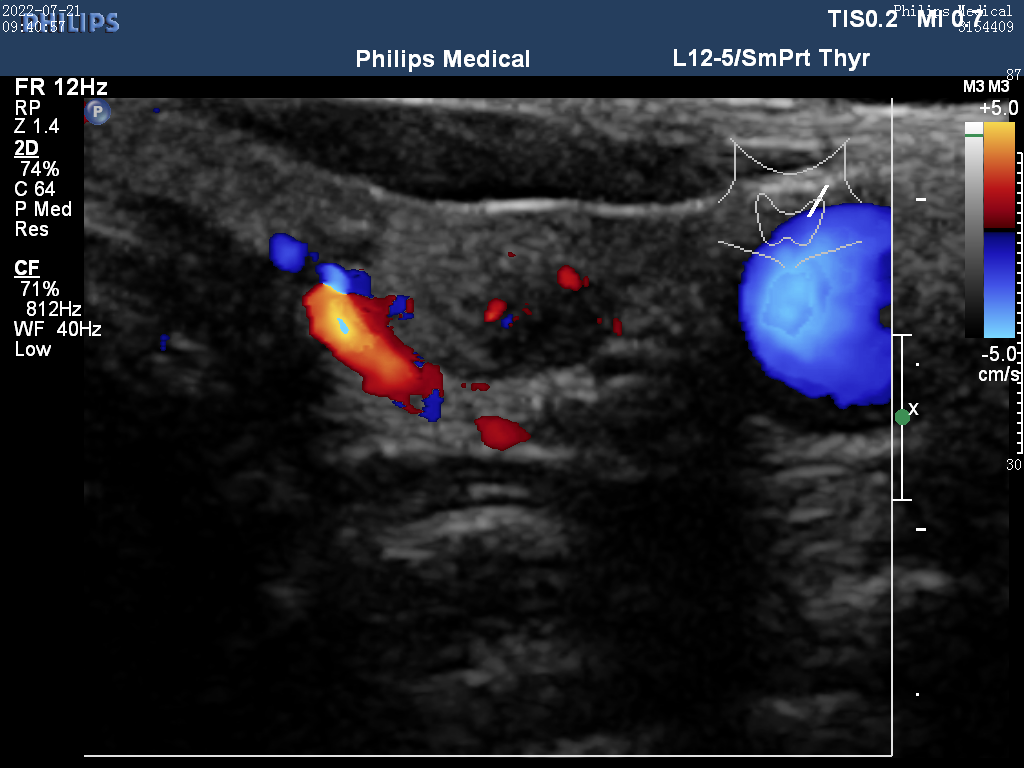 2022-07-21
09:40:57
PHILIPS
TIS0.2 MI 0.7
Philips Medical
3154409
Philips Medical
L12-5/SmPrt Thyr
87
FR 12Hz
RP
Z 1.4
2D
74%
C 64
P Med
Res
CF
71%
812Hz
WF 40Hz
Low
P
M3 M3
+5.0
-5.0
cm/s
x
30